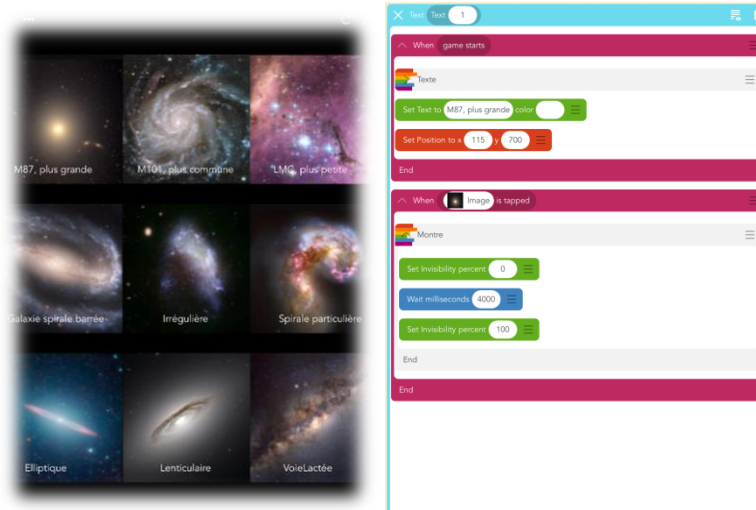 M87, plus grande
M101, plus commune
LMC, plus petite
Galaxie spirale barrée
Irrégulière
Spirale particulière
Elliptique
Lenticulaire
VoieLactée
Text Text 1
When game starts
Texte
Set Text to M87, plus grande color
Set Position to x 115 y 700
End
When Image is tapped
Montre
Set Invisibility percent 0
Wait milliseconds 4000
Set Invisibility percent 100
End
End